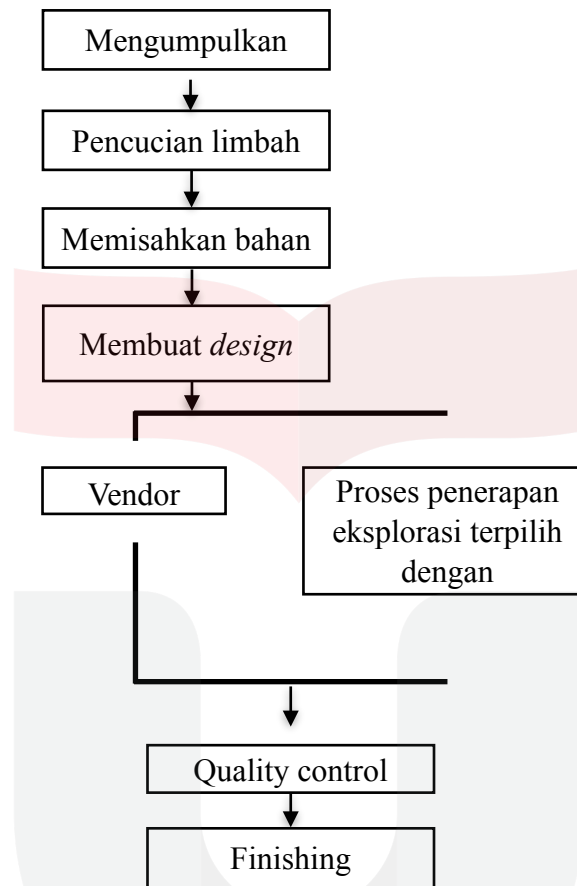 Mengumpulkan
Pencucian limbah
Memisahkan bahan
Membuat design
Vendor
Proses penerapan
eksplorasi terpilih
dengan
Quality control
Finishing